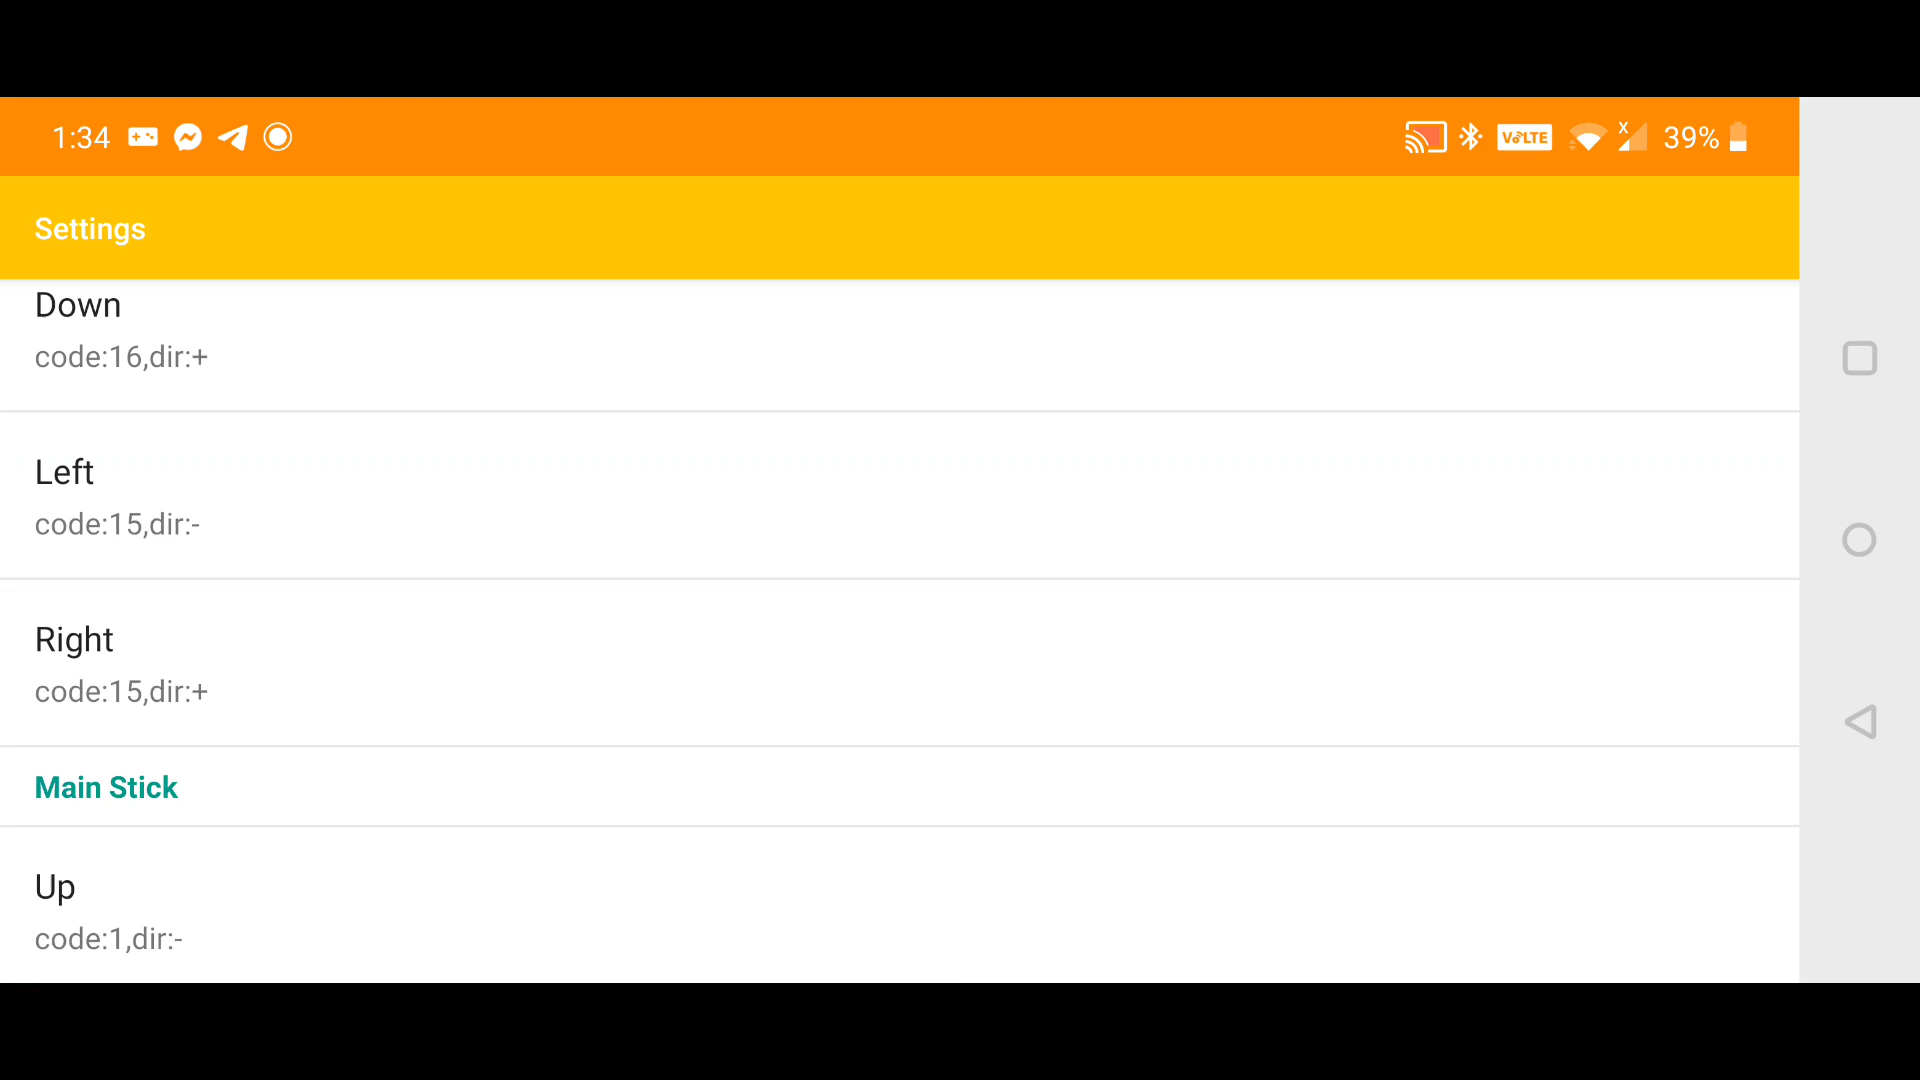 1:34 VoLTE X 39%
Settings
Down
code:16,dir:+
Left
code:15,dir:-
Right
code:15,dir:+
Main Stick
Up
code:1,dir:-